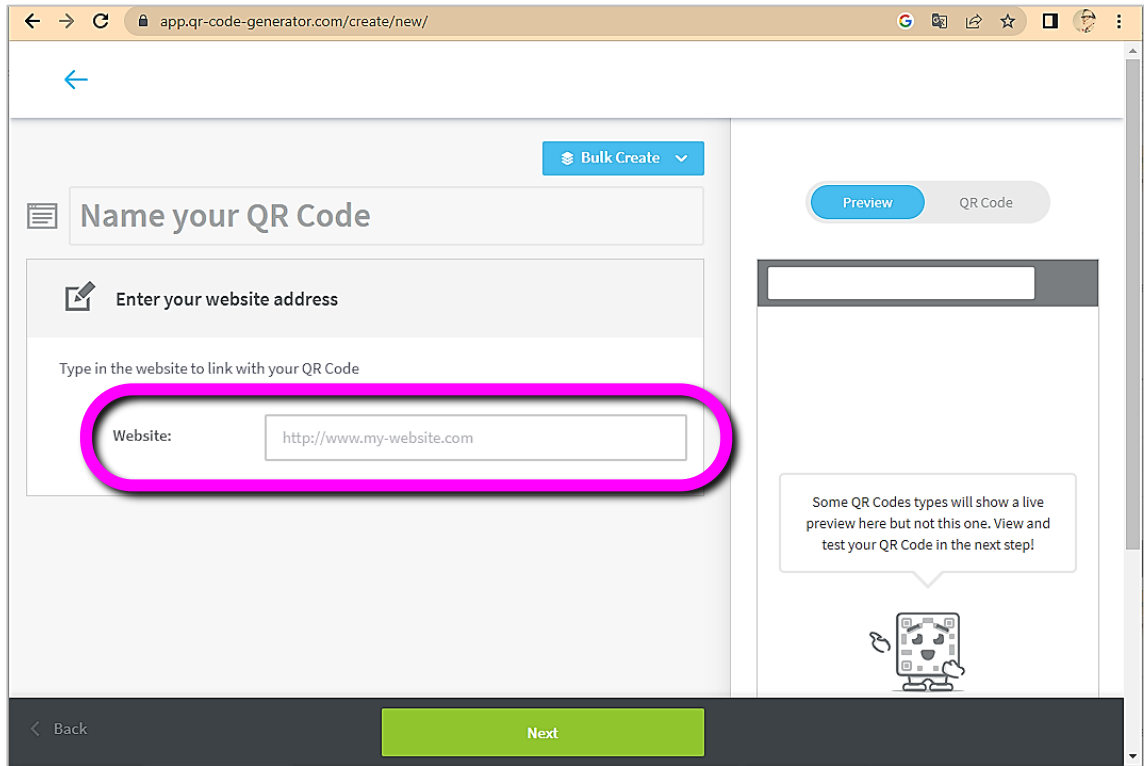 app.qr-code-generator.com/create/new/
Bulk Create
Name your QR Code
Preview
QR Code
Enter your website address
Type in the website to link with your QR Code
Website:
http://www.my-website.com
Some QR Codes types will show a live
preview here but not this one. View and
test your QR Code in the next step!
Back
Next